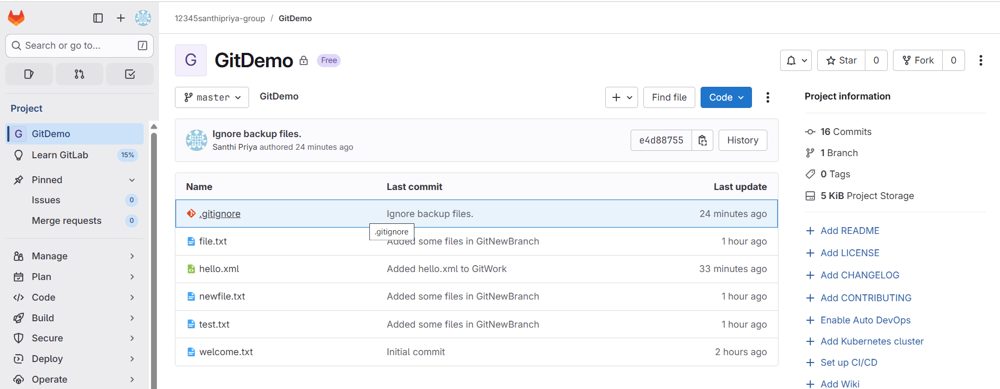 12345santhipriya-group / GitDemo
Search or go to... /
Project
G GitDemo
Learn GitLab 15%
Pinned
Issues 0
Merge requests 0
Manage
Plan
Code
Build
Secure
Deploy
Operate
G GitDemo Free
Star 0 Fork 0
master GitDemo
Find file Code
Ignore backup files.
Santhi Priya authored 24 minutes ago
e4d88755 History
Name Last commit Last update
.gitignore Ignore backup files. 24 minutes ago
.gitignore
file.txt Added some files in GitNewBranch 1 hour ago
hello.xml Added hello.xml to GitWork 33 minutes ago
newfile.txt Added some files in GitNewBranch 1 hour ago
test.txt Added some files in GitNewBranch 1 hour ago
welcome.txt Initial commit 2 hours ago
Project information
16 Commits
1 Branch
0 Tags
5 KiB Project Storage
Add README
Add LICENSE
Add CHANGELOG
Add CONTRIBUTING
Enable Auto DevOps
Add Kubernetes cluster
Set up CI/CD
Add Wiki